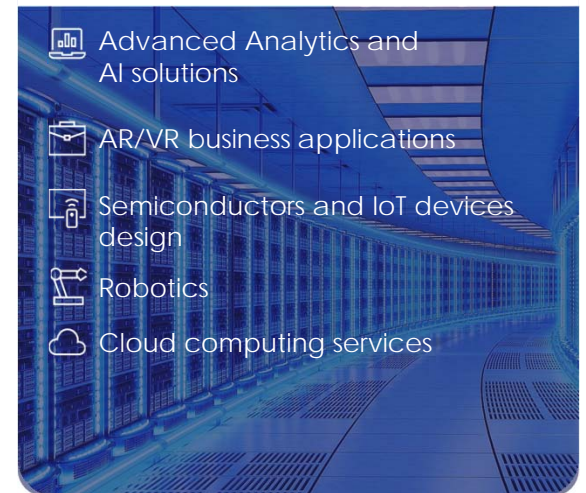 Advanced Analytics and
AI solutions
AR/VR business applications
Semiconductors and IoT devices
design
Robotics
Cloud computing services